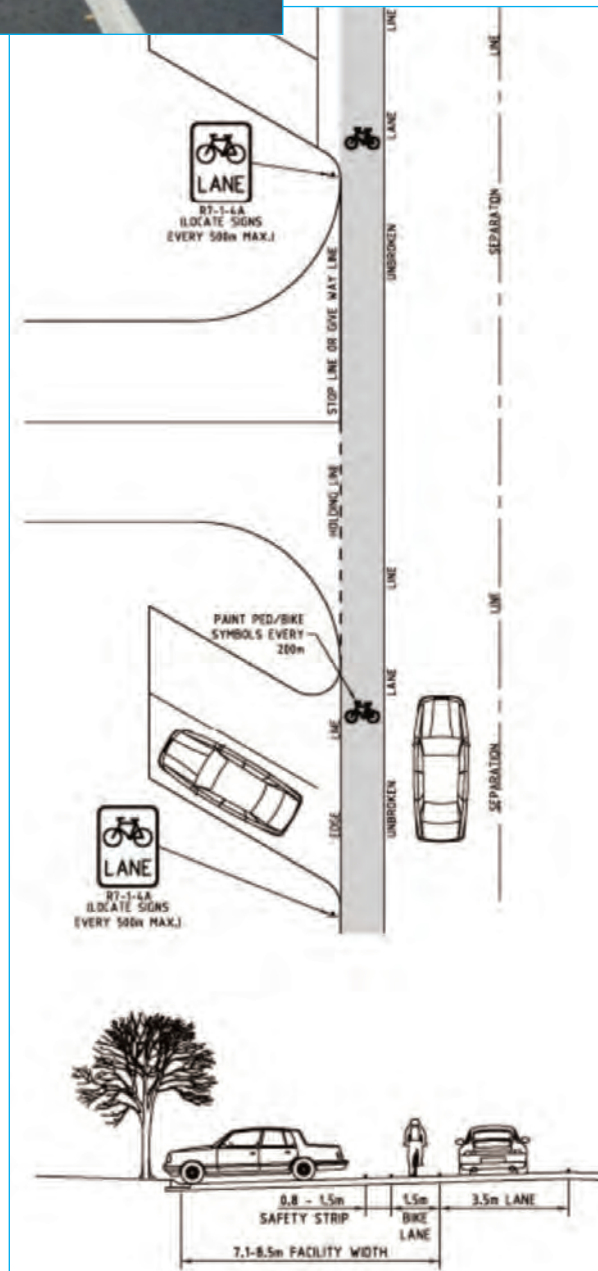 LINE
LANE
UNBROKEN
LINE
SEPARATON
LANE
R7-1-4A
(LOCATE SIGNS
EVERY 500m MAX.)
STOP LINE OR GIVE WAY LINE
HOLDING LINE
LINE
LINE
PAINT PED/BIKE
SYMBOLS EVERY
200m
LANE
LINE
EDGE
UNBROKEN
SEPARATION
LANE
R7-1-4A
(LOCATE SIGNS
EVERY 500m MAX.)
0.8 - 1.5m
SAFETY STRIP
1.5m
BIKE
LANE
3.5m LANE
7.1-8.5m FACILITY WIDTH